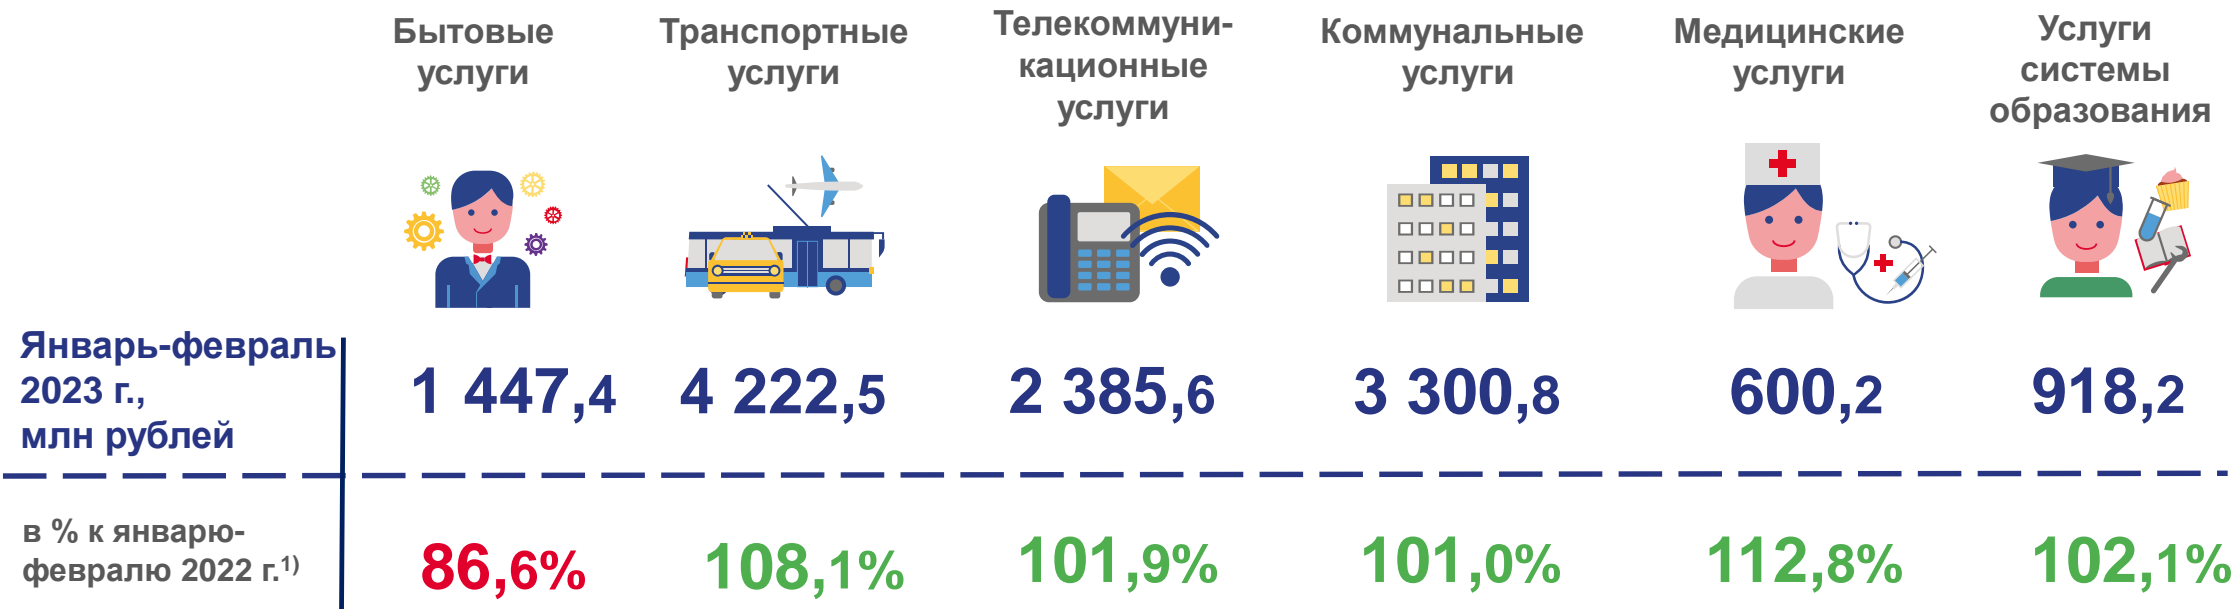 Бытовые
услуги
Транспортные
услуги
Телекоммуни-
кационные
услуги
Коммунальные
услуги
Медицинские
услуги
Услуги
системы
образования
Январь-февраль
2023 г.,
млн рублей
1 447,4
4 222,5
2 385,6
3 300,8
600,2
918,2
в % к январю-
февралю 2022 г.¹⁾
86,6%
108,1%
101,9%
101,0%
112,8%
102,1%